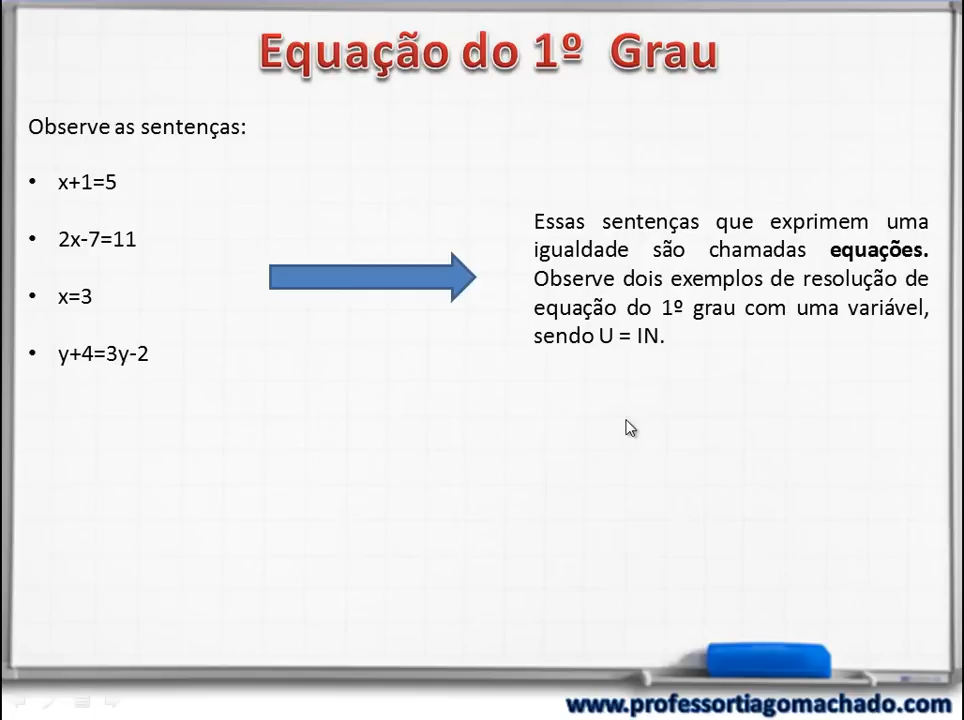 Equação do 1º Grau
Observe as sentenças:
• x+1=5
• 2x-7=11
• x=3
• y+4=3y-2
Essas sentenças que exprimem uma
igualdade são chamadas equações.
Observe dois exemplos de resolução de
equação do 1º grau com uma variável,
sendo U = IN.
www.professortiagomachado.com